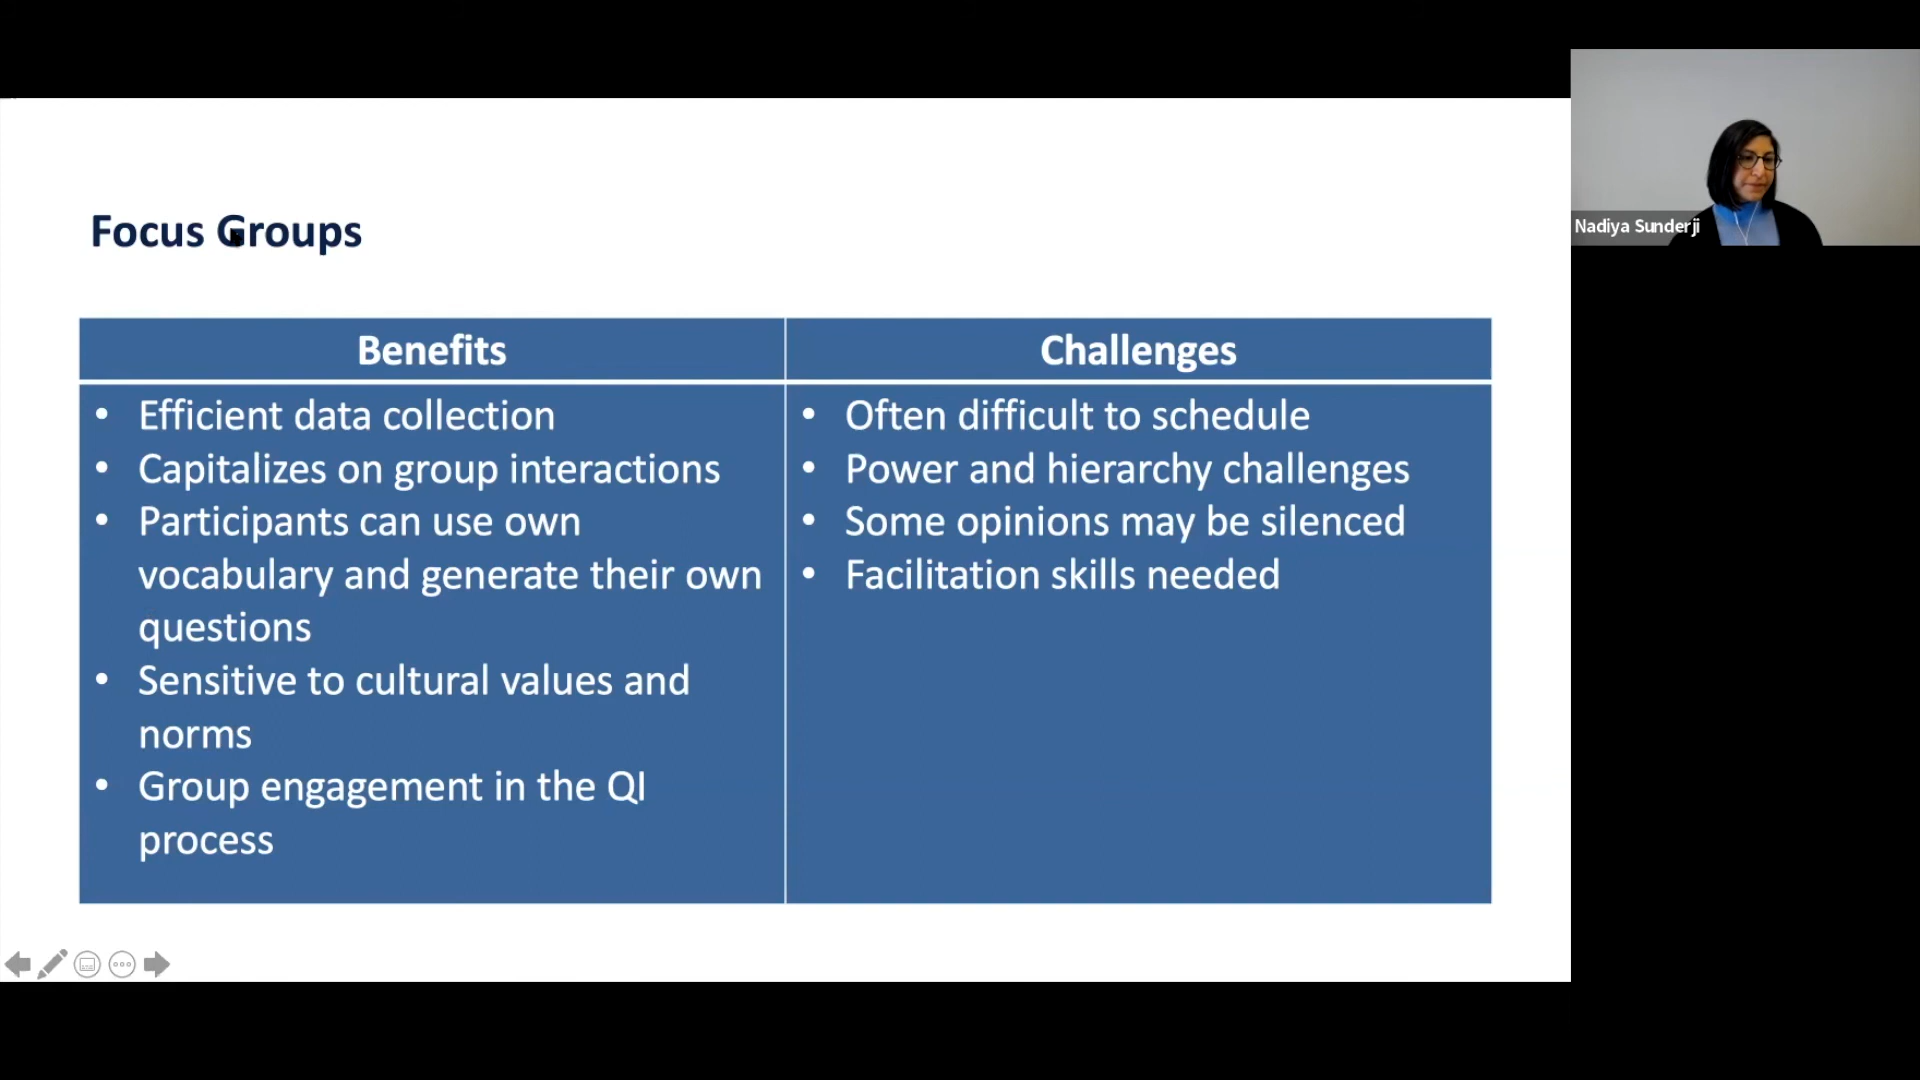 Focus Groups
Benefits
Challenges
• Efficient data collection
• Capitalizes on group interactions
• Participants can use own
vocabulary and generate their own
questions
• Sensitive to cultural values and
norms
• Group engagement in the QI
process
• Often difficult to schedule
• Power and hierarchy challenges
• Some opinions may be silenced
• Facilitation skills needed
Nadiya Sunderji